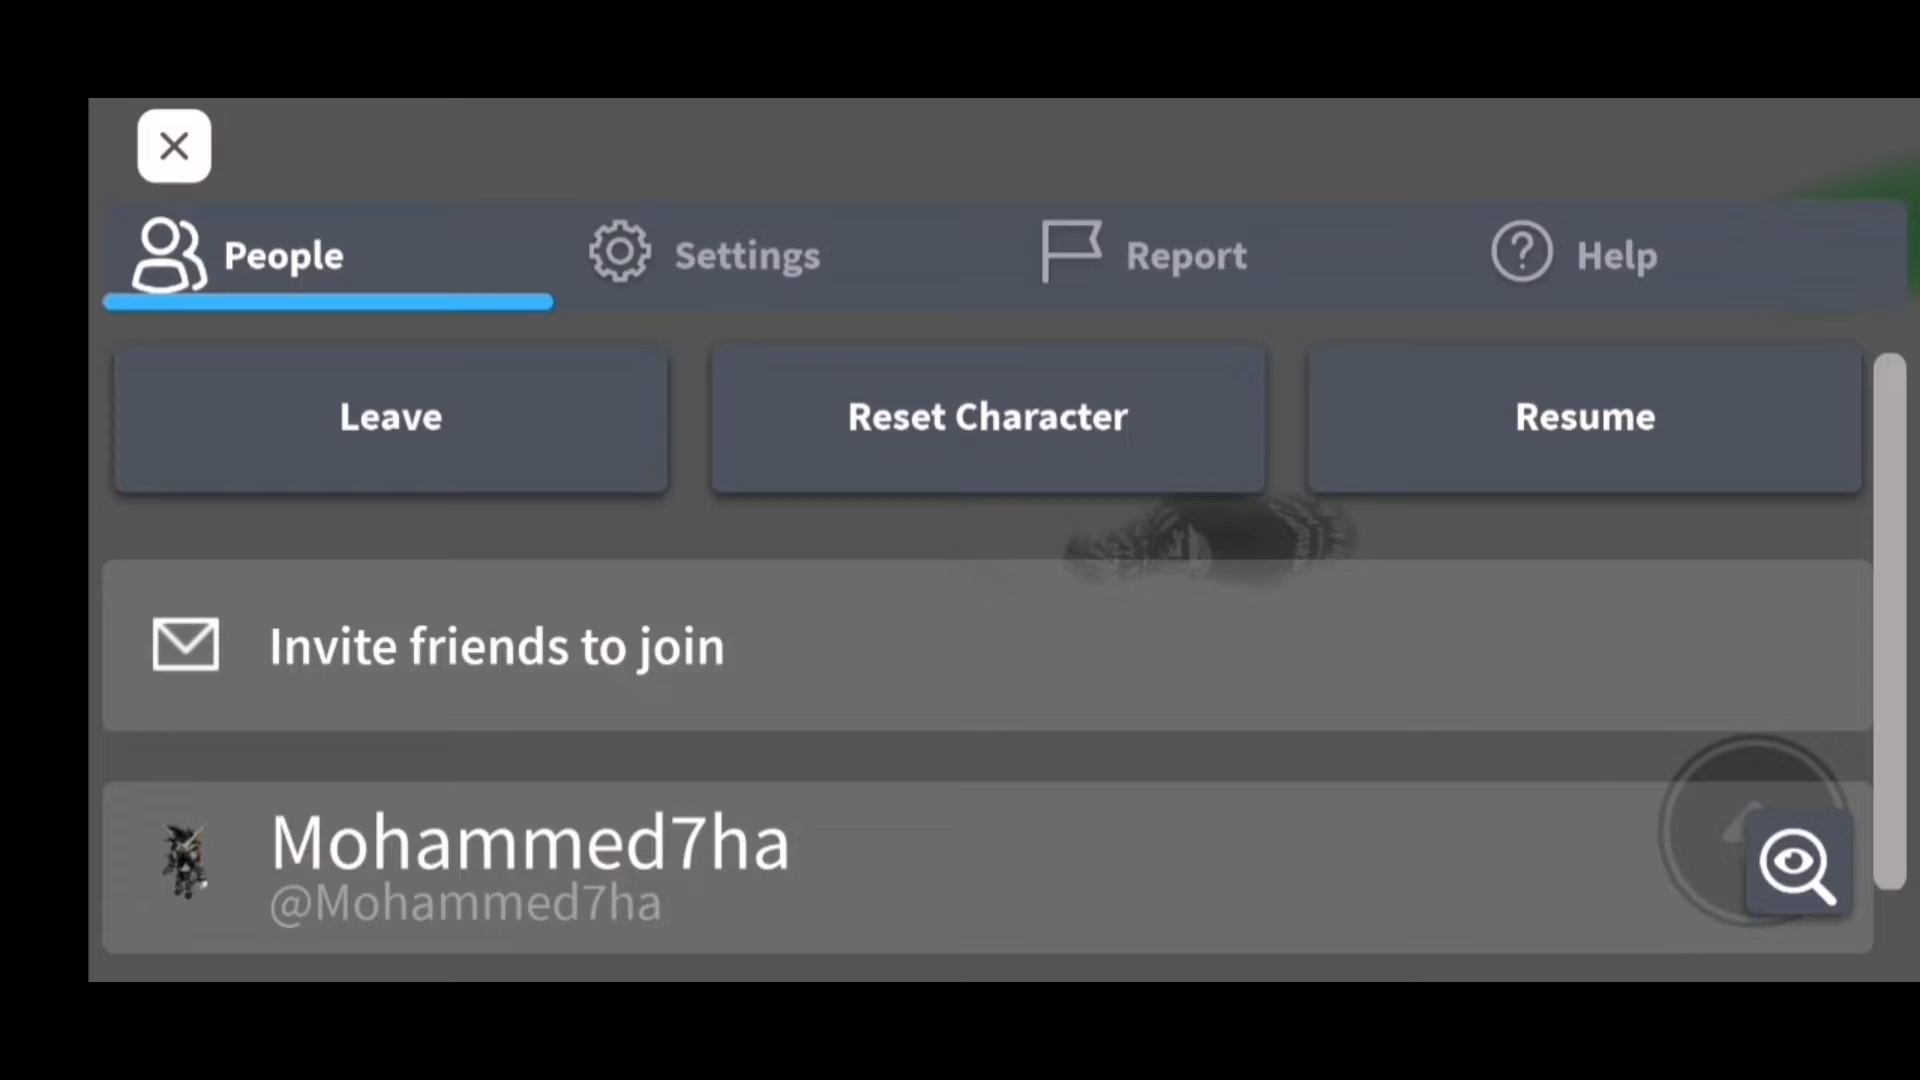 People
Settings
Report
Help
Leave
Reset Character
Resume
Invite friends to join
Mohammed7ha
@Mohammed7ha